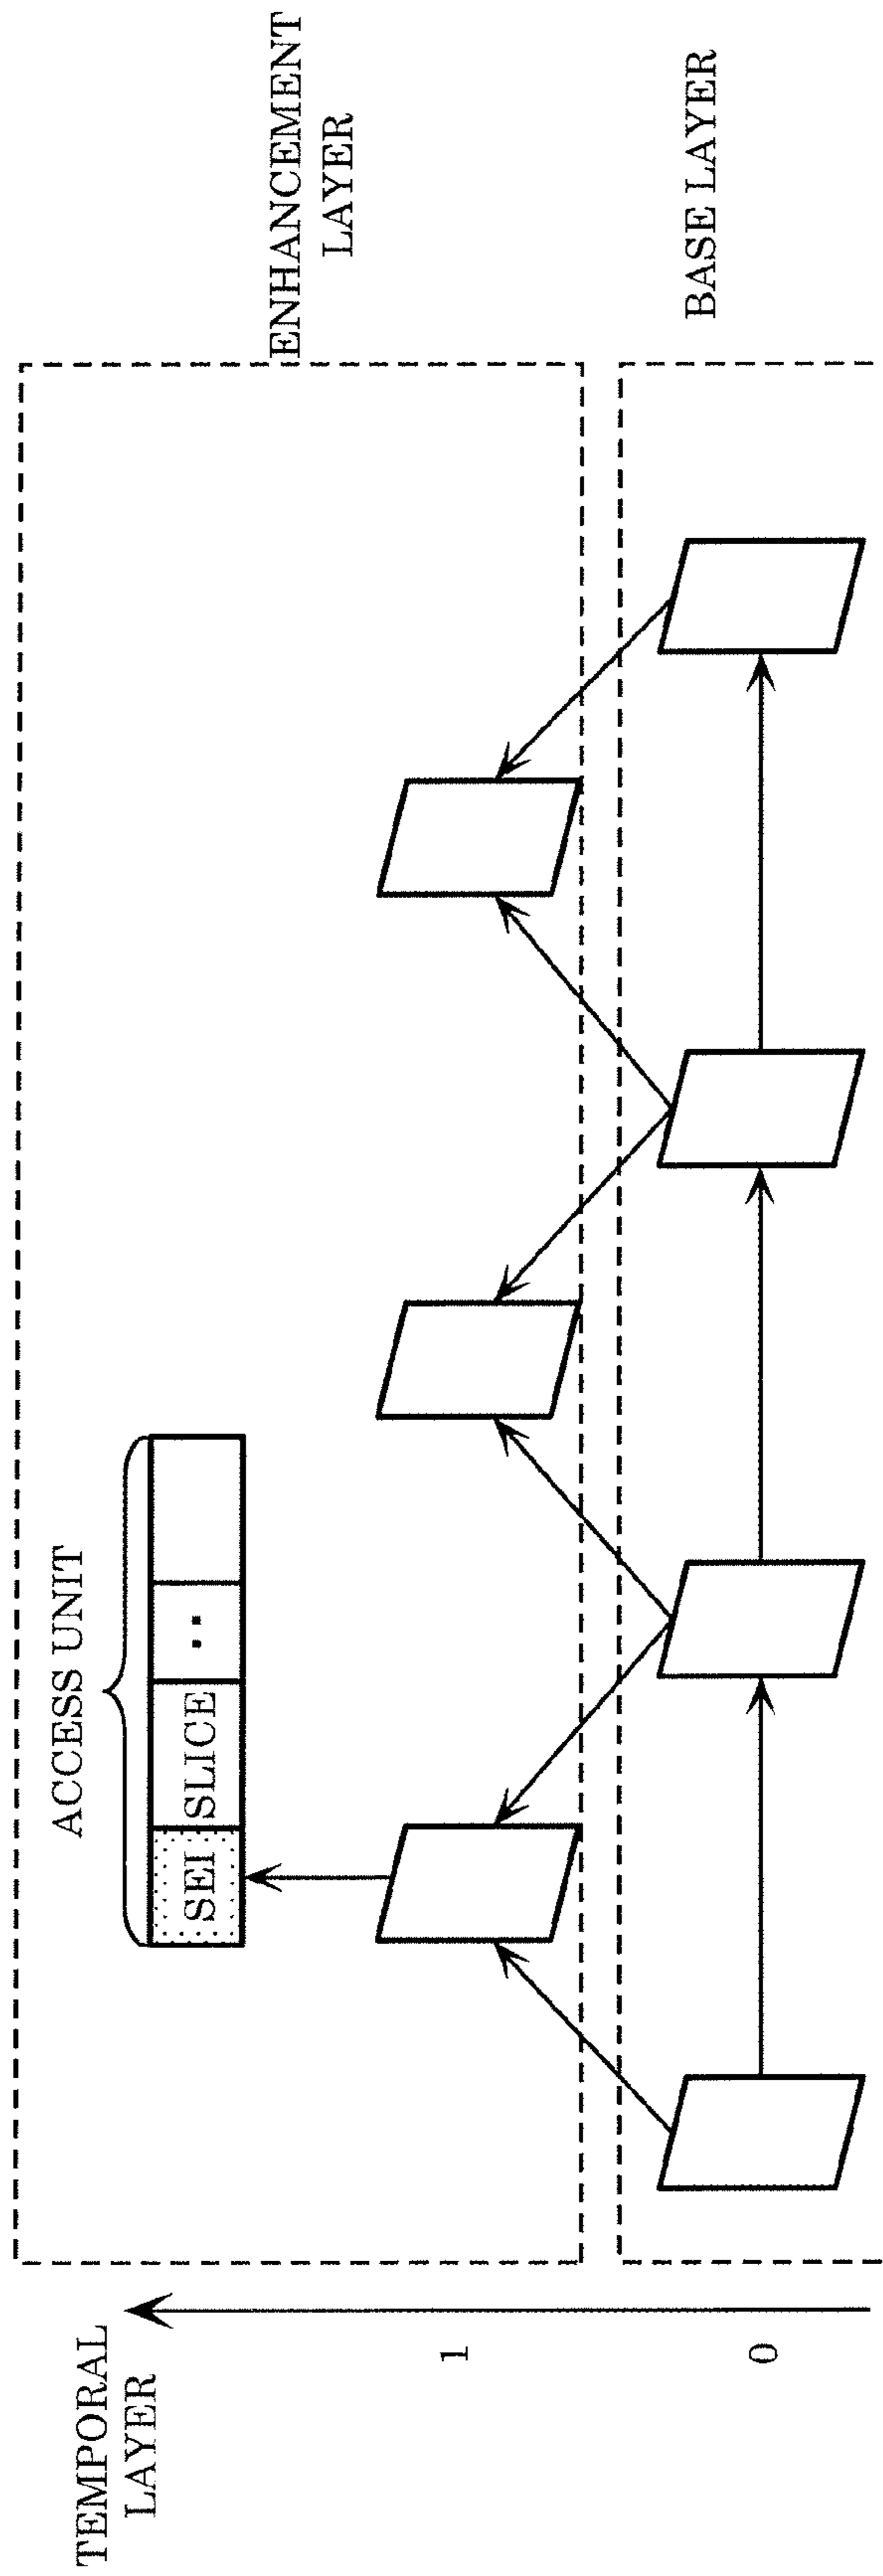 TEMPORAL
LAYER
1
0
ACCESS UNIT
SEI SLICE ..
ENHANCEMENT
LAYER
BASE LAYER